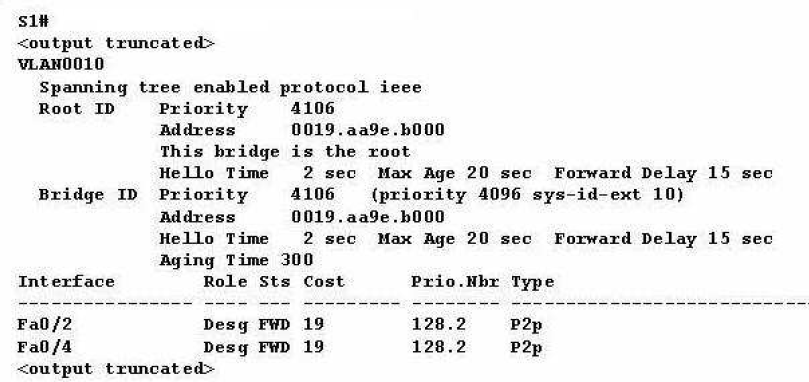 S1#
<output truncated>
VLAN0010
  Spanning tree enabled protocol ieee
  Root ID    Priority    4106
             Address     0019.aa9e.b000
             This bridge is the root
             Hello Time   2 sec  Max Age 20 sec  Forward Delay 15 sec
  Bridge ID  Priority    4106   (priority 4096 sys-id-ext 10)
             Address     0019.aa9e.b000
             Hello Time   2 sec  Max Age 20 sec  Forward Delay 15 sec
             Aging Time 300
Interface        Role Sts Cost      Prio.Nbr Type
---------------- ---- --- --------- -------- --------------------------------
Fa0/2            Desg FWD 19        128.2    P2p
Fa0/4            Desg FWD 19        128.2    P2p
<output truncated>